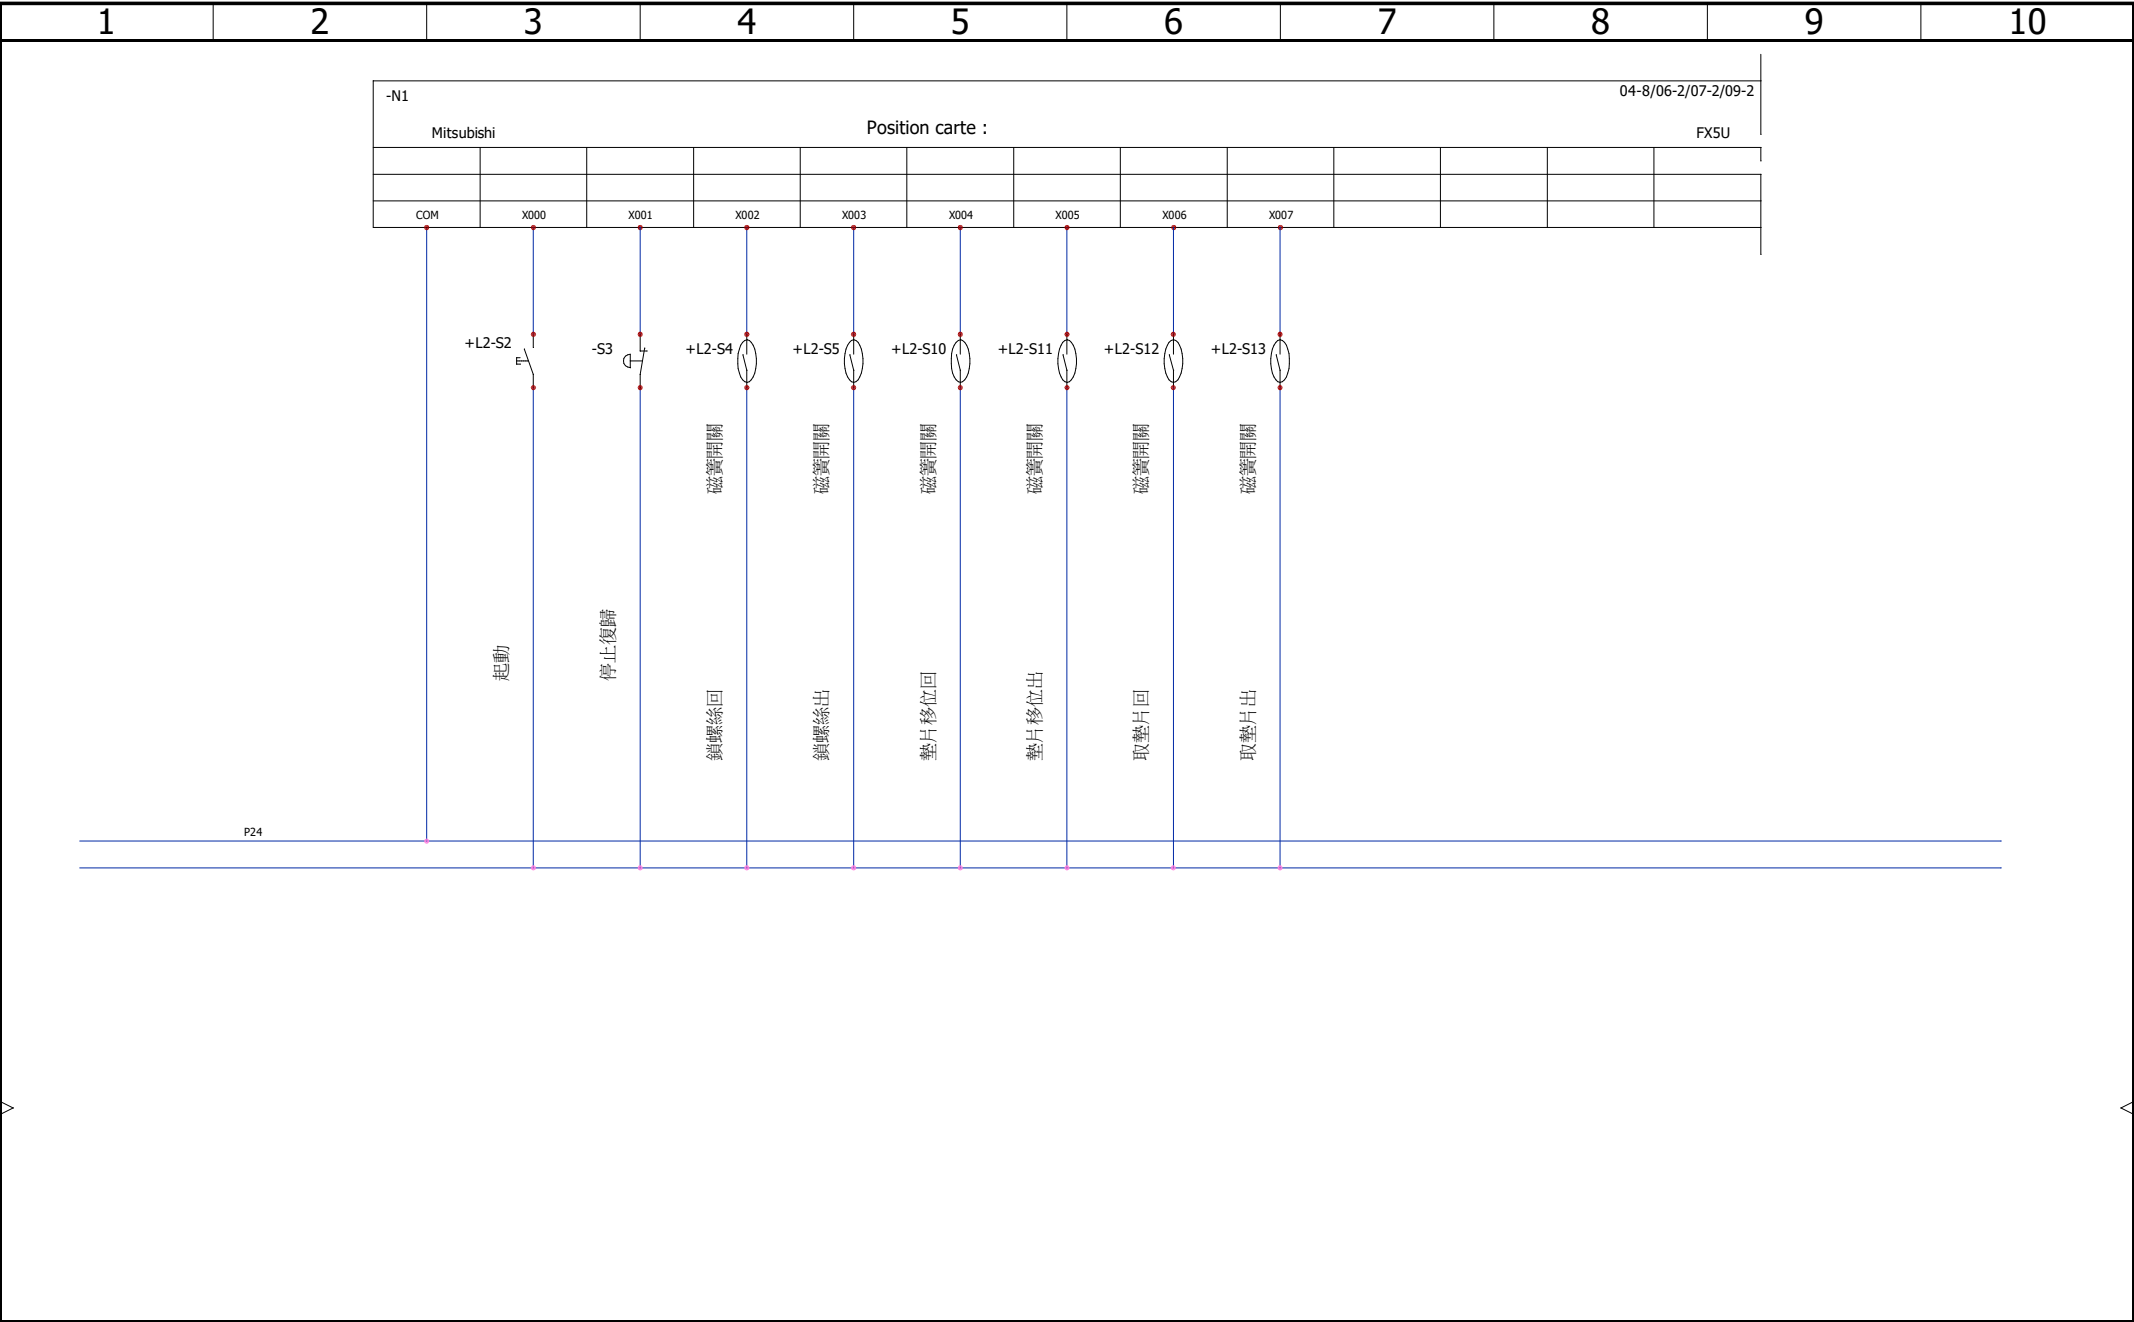 1 2 3 4 5 6 7 8 9 10
-N1 04-8/06-2/07-2/09-2
Mitsubishi Position carte : FX5U
COM X000 X001 X002 X003 X004 X005 X006 X007
+L2-S2 -S3 +L2-S4 +L2-S5 +L2-S10 +L2-S11 +L2-S12 +L2-S13
磁簧開關 磁簧開關 磁簧開關 磁簧開關 磁簧開關 磁簧開關
起動
停止復歸
鎖螺絲回
鎖螺絲出
墊片移位回
墊片移位出
取墊片回
取墊片出
P24